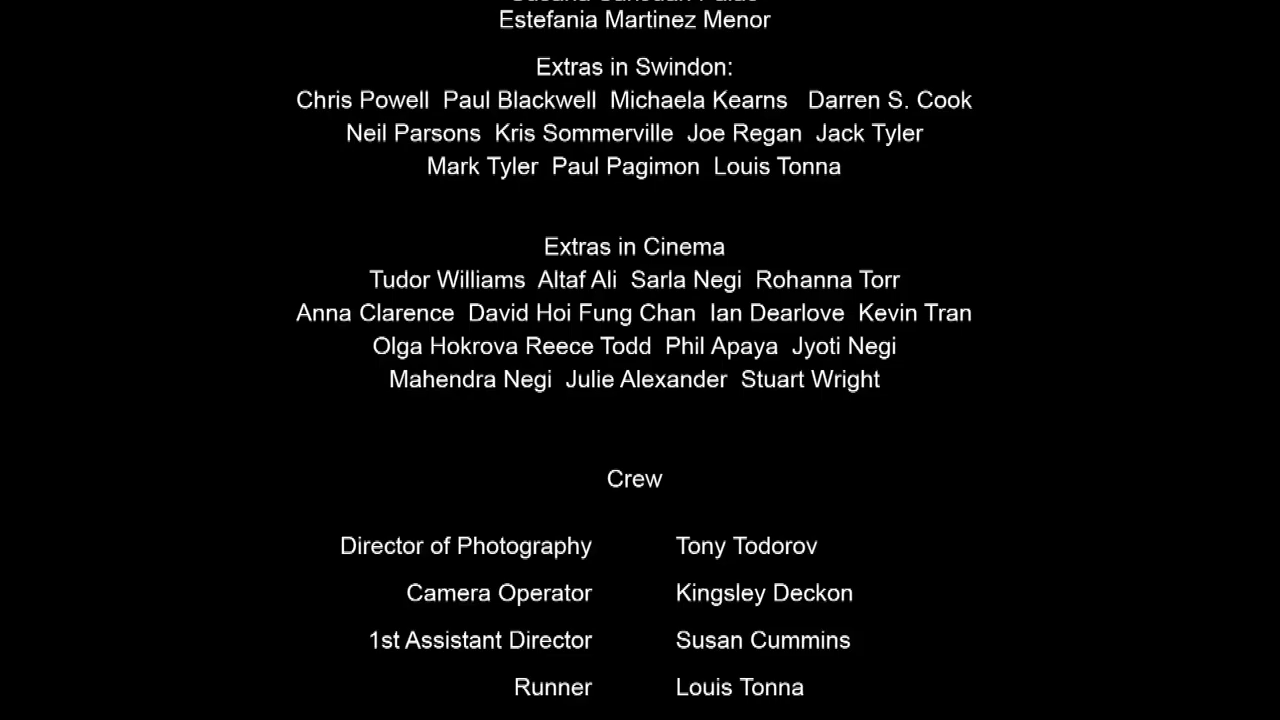 Estefania Martinez Menor
Extras in Swindon:
Chris Powell Paul Blackwell Michaela Kearns Darren S. Cook
Neil Parsons Kris Sommerville Joe Regan Jack Tyler
Mark Tyler Paul Pagimon Louis Tonna
Extras in Cinema
Tudor Williams Altaf Ali Sarla Negi Rohanna Torr
Anna Clarence David Hoi Fung Chan Ian Dearlove Kevin Tran
Olga Hokrova Reece Todd Phil Apaya Jyoti Negi
Mahendra Negi Julie Alexander Stuart Wright
Crew
Director of Photography Tony Todorov
Camera Operator Kingsley Deckon
1st Assistant Director Susan Cummins
Runner Louis Tonna